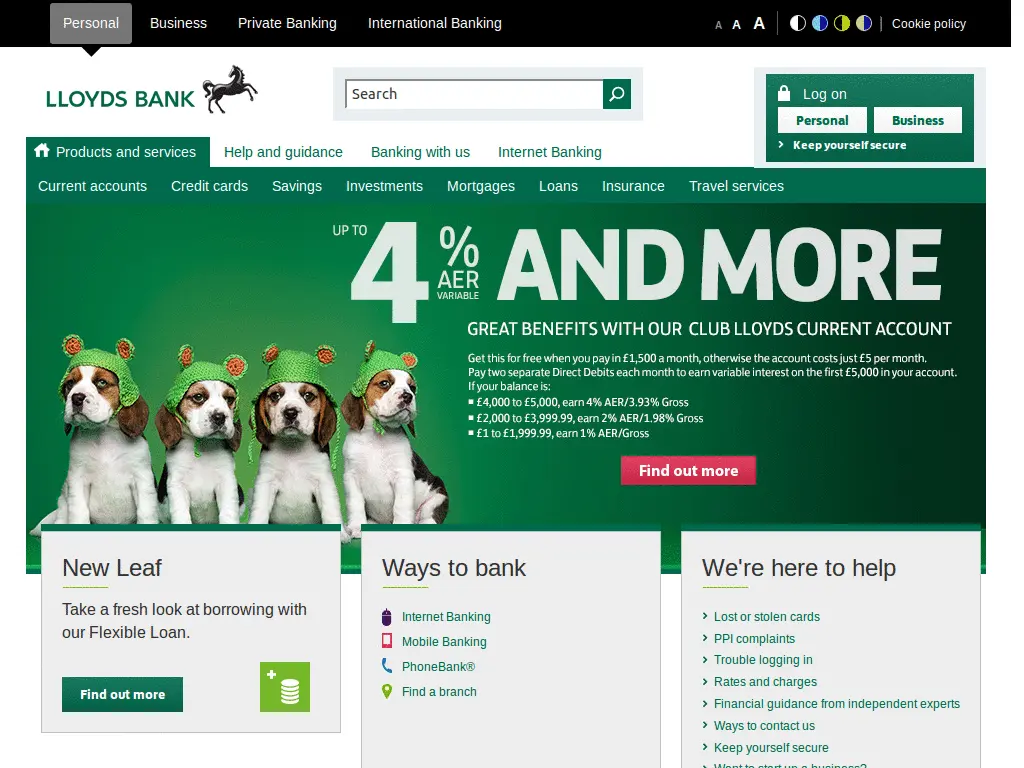 Personal Business Private Banking International Banking A A A | Cookie policy
LLOYDS BANK
Search
Log on
Personal Business
Keep yourself secure
Products and services Help and guidance Banking with us Internet Banking
Current accounts Credit cards Savings Investments Mortgages Loans Insurance Travel services
UP TO 4% AER VARIABLE AND MORE
GREAT BENEFITS WITH OUR CLUB LLOYDS CURRENT ACCOUNT
Get this for free when you pay in £1,500 a month, otherwise the account costs just £5 per month.
Pay two separate Direct Debits each month to earn variable interest on the first £5,000 in your account.
If your balance is:
£4,000 to £5,000, earn 4% AER/3.93% Gross
£2,000 to £3,999.99, earn 2% AER/1.98% Gross
£1 to £1,999.99, earn 1% AER/Gross
Find out more
New Leaf
Take a fresh look at borrowing with
our Flexible Loan.
Find out more
Ways to bank
Internet Banking
Mobile Banking
PhoneBank®
Find a branch
We're here to help
Lost or stolen cards
PPI complaints
Trouble logging in
Rates and charges
Financial guidance from independent experts
Ways to contact us
Keep yourself secure
Want to start up a business?